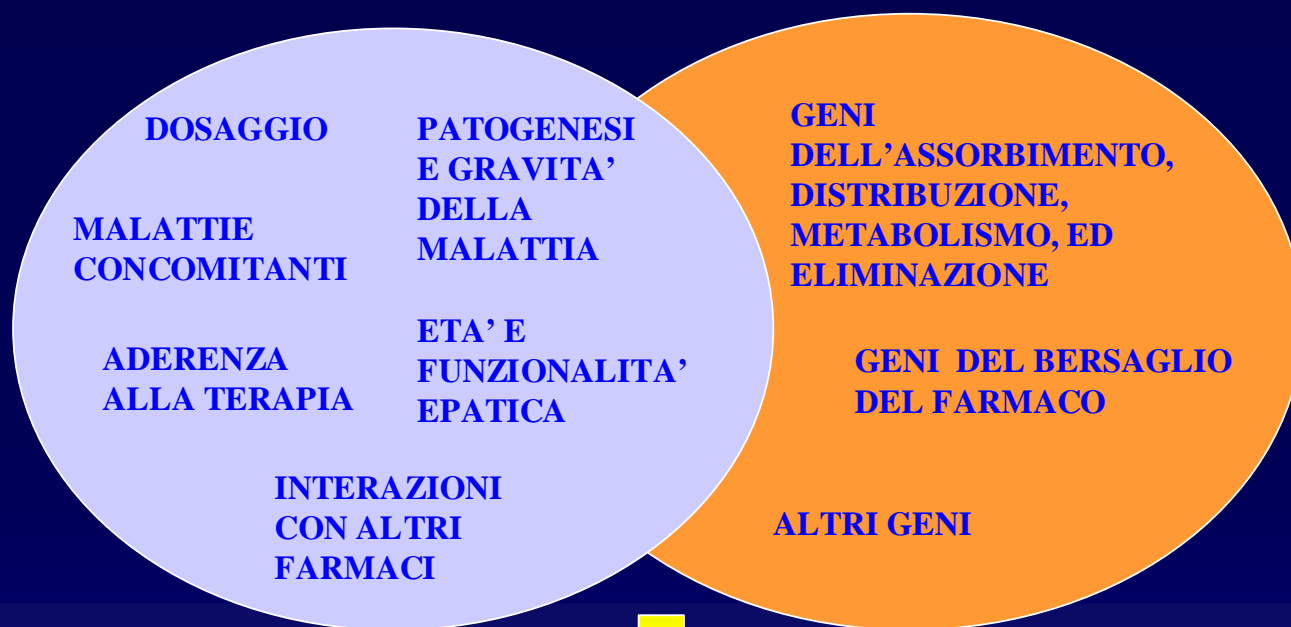 DOSAGGIO
MALATTIE
CONCOMITANTI
ADERENZA
ALLA TERAPIA
PATOGENESI
E GRAVITA’
DELLA
MALATTIA
ETA’ E
FUNZIONALITA’
EPATICA
INTERAZIONI
CON ALTRI
FARMACI
GENI
DELL’ASSORBIMENTO,
DISTRIBUZIONE,
METABOLISMO, ED
ELIMINAZIONE
GENI DEL BERSAGLIO
DEL FARMACO
ALTRI GENI